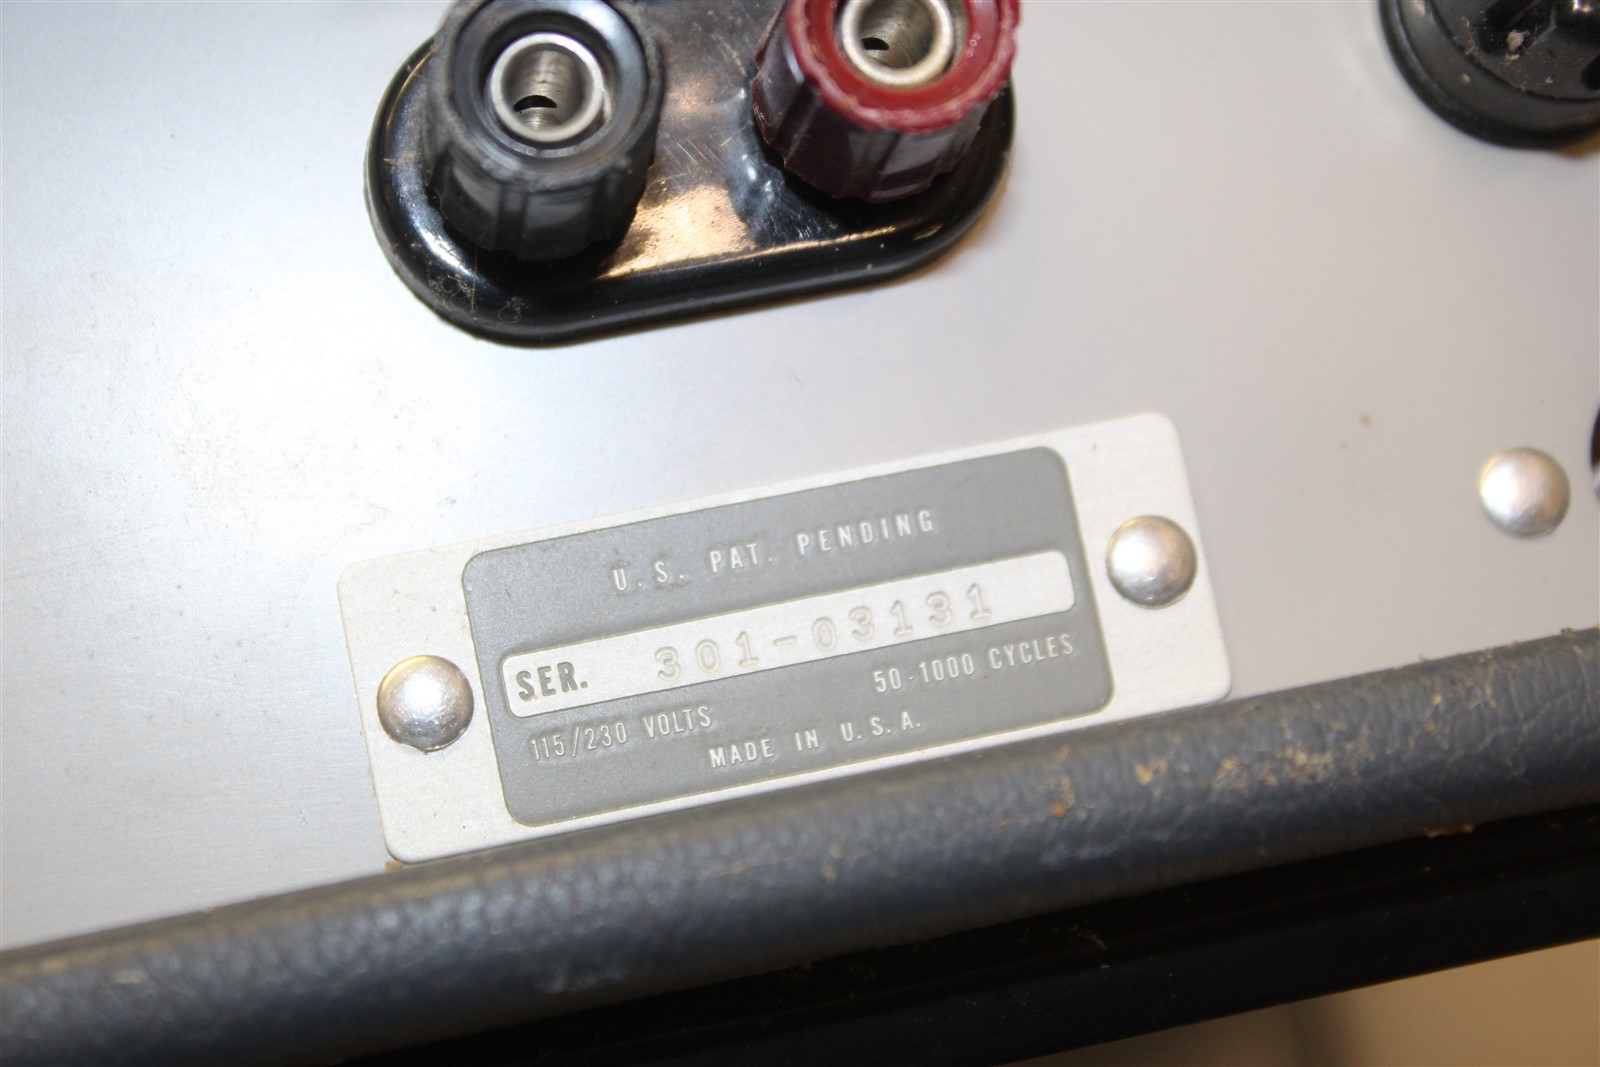 U.S. PAT. PENDING
SER. 301-03131
115/230 VOLTS 50-1000 CYCLES
MADE IN U.S.A.